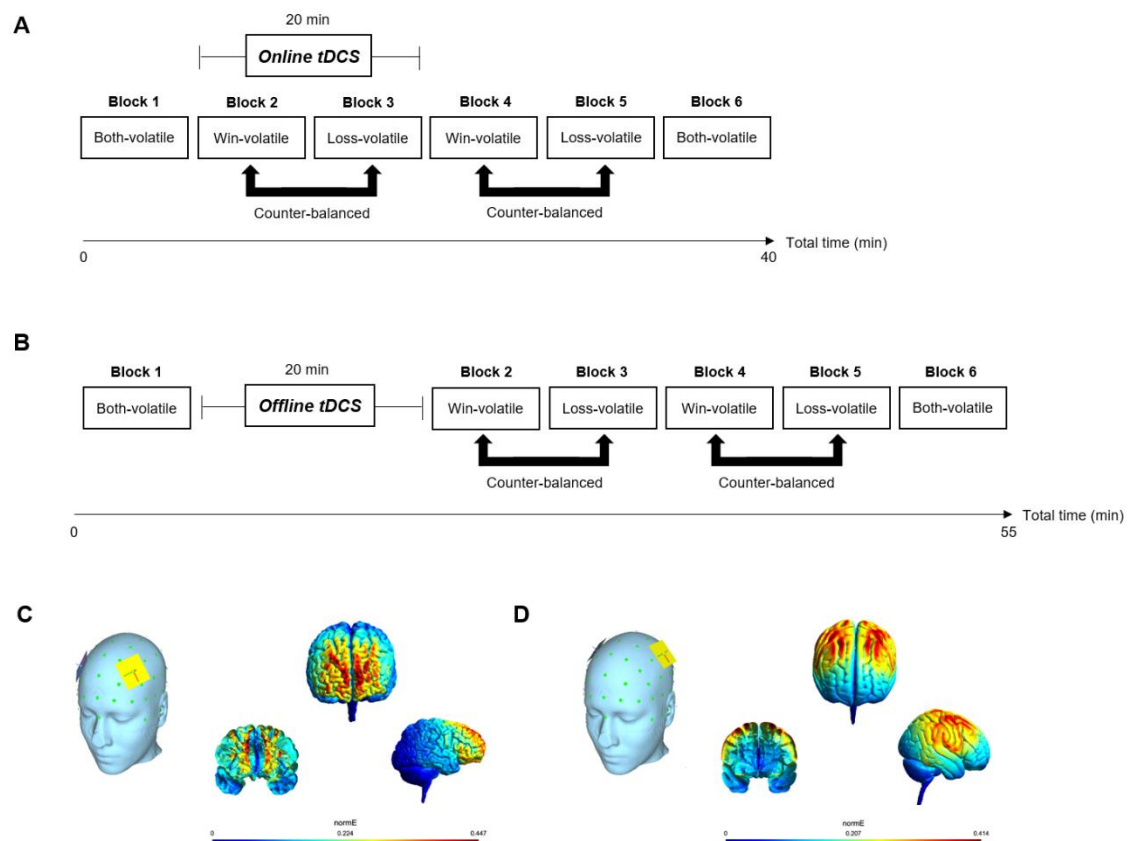 A
20 min
Online tDCS
Block 1 Block 2 Block 3 Block 4 Block 5 Block 6
Both-volatile Win-volatile Loss-volatile Win-volatile Loss-volatile Both-volatile
Counter-balanced Counter-balanced
Total time (min)
0 40
B
Block 1 20 min Block 2 Block 3 Block 4 Block 5 Block 6
Both-volatile Offline tDCS Win-volatile Loss-volatile Win-volatile Loss-volatile Both-volatile
Counter-balanced Counter-balanced
Total time (min)
0 55
C D
normE normE
0 0.224 0.447 0 0.207 0.414